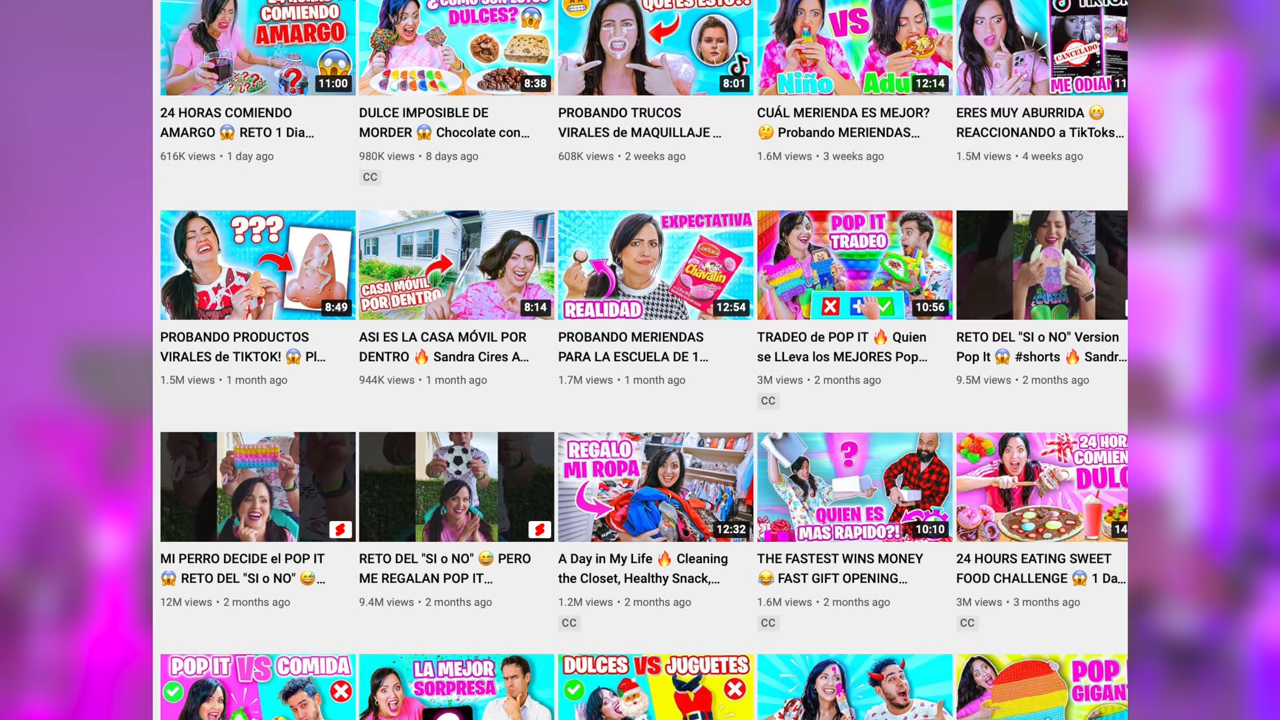 24 HORAS
COMIENDO
AMARGO
11:00
¿CÓMO SON ESTOS
DULCES?
8:38
QUÉ ES ESTO??
8:01
VS
Niño
Adu
12:14
TIKTOK
CANCELADO
ME ODIAN
11
24 HORAS COMIENDO
AMARGO 😱 RETO 1 Dia...
616K views • 1 day ago
DULCE IMPOSIBLE DE
MORDER 😱 Chocolate con...
980K views • 8 days ago
CC
PROBANDO TRUCOS
VIRALES de MAQUILLAJE ...
608K views • 2 weeks ago
CUÁL MERIENDA ES MEJOR?
🤔 Probando MERIENDAS...
1.6M views • 3 weeks ago
ERES MUY ABURRIDA 😬
REACCIONANDO a TikToks...
1.5M views • 4 weeks ago
???
8:49
CASA MÓVIL
POR DENTRO
8:14
EXPECTATIVA
Cuétara
Chavalín
REALIDAD
12:54
POP IT
TRADEO
10:56
PROBANDO PRODUCTOS
VIRALES de TIKTOK! 😱 Pl...
1.5M views • 1 month ago
ASI ES LA CASA MÓVIL POR
DENTRO 🔥 Sandra Cires A...
944K views • 1 month ago
PROBANDO MERIENDAS
PARA LA ESCUELA DE 1...
1.7M views • 1 month ago
TRADEO de POP IT 🔥 Quien
se LLeva los MEJORES Pop...
3M views • 2 months ago
CC
RETO DEL "SI o NO" Version
Pop It 😱 #shorts 🔥 Sandr...
9.5M views • 2 months ago
REGALO
MI ROPA
12:32
?
QUIEN ES
MAS RAPIDO?!
10:10
24 HOR
COMIEN
DULC
14
MI PERRO DECIDE el POP IT
😱 RETO DEL "SI o NO" 😅...
12M views • 2 months ago
RETO DEL "SI o NO" 😅 PERO
ME REGALAN POP IT...
9.4M views • 2 months ago
A Day in My Life 🔥 Cleaning
the Closet, Healthy Snack,...
1.2M views • 2 months ago
CC
THE FASTEST WINS MONEY
😂 FAST GIFT OPENING...
1.6M views • 2 months ago
CC
24 HOURS EATING SWEET
FOOD CHALLENGE 😱 1 Da...
3M views • 3 months ago
CC
POP IT VS COMIDA
LA MEJOR
SORPRESA
DULCES VS JUGUETES
POP
GIGAN